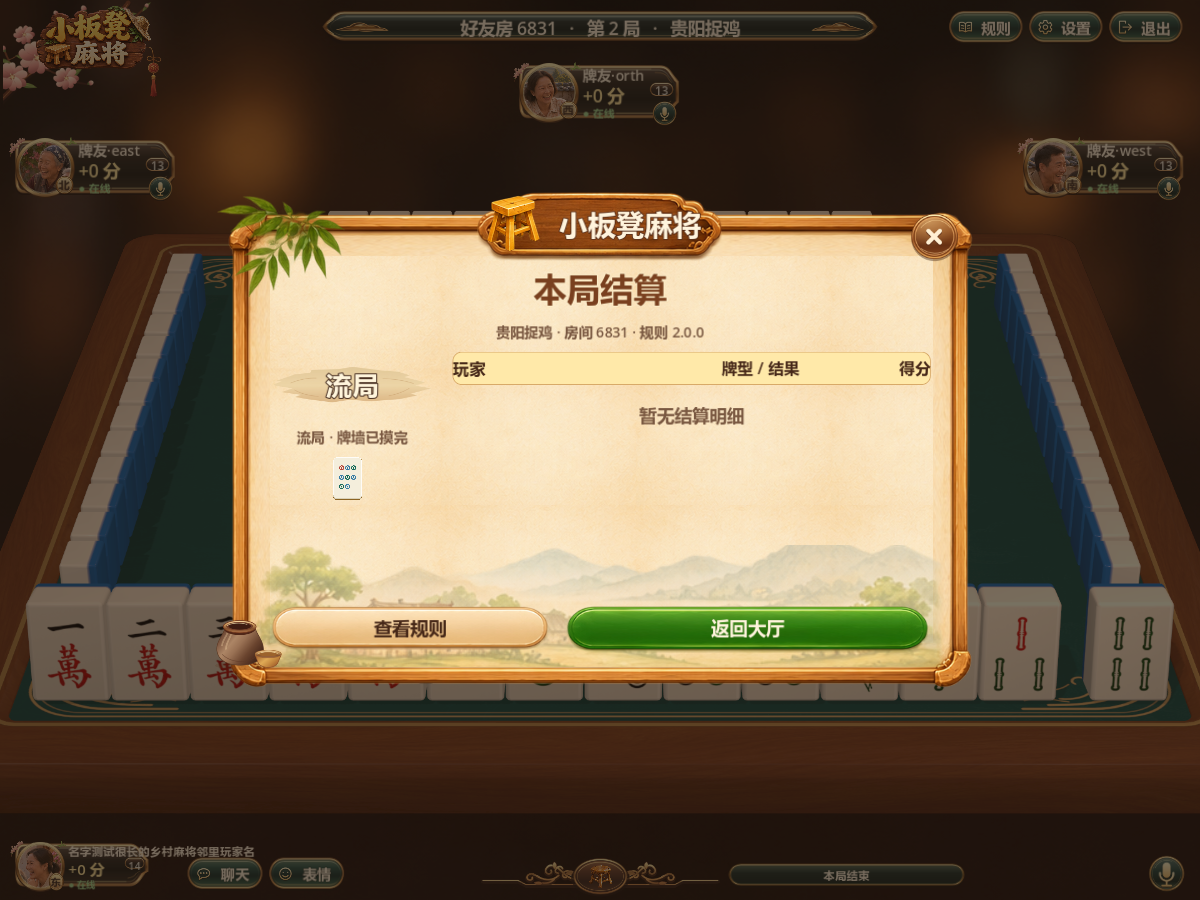 小板凳
麻将
好友房 6831 · 第 2 局 · 贵阳捉鸡
规则
设置
退出
牌友·orth
+0 分
13
西
在线
牌友·east
+0 分
13
北
在线
牌友·west
+0 分
13
南
在线
小板凳麻将
本局结算
贵阳捉鸡 · 房间 6831 · 规则 2.0.0
玩家 牌型 / 结果 得分
流局
暂无结算明细
流局 · 牌墙已摸完
查看规则
返回大厅
一
萬
二
萬
名字测试很长的乡村麻将邻里玩家名
+0 分
14
东
在线
聊天
表情
本局结束